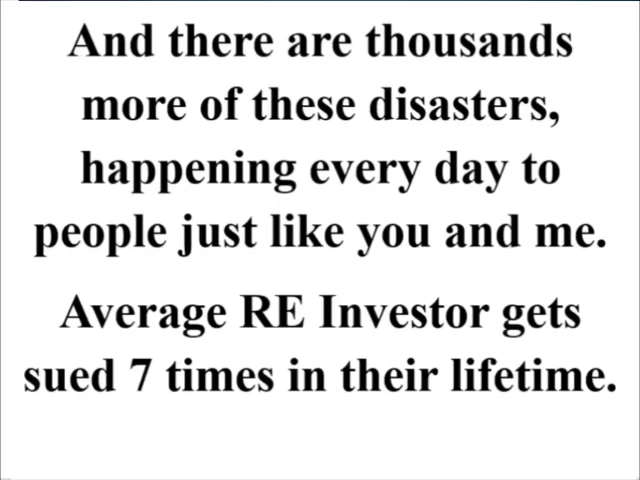 And there are thousands
more of these disasters,
happening every day to
people just like you and me.
Average RE Investor gets
sued 7 times in their lifetime.